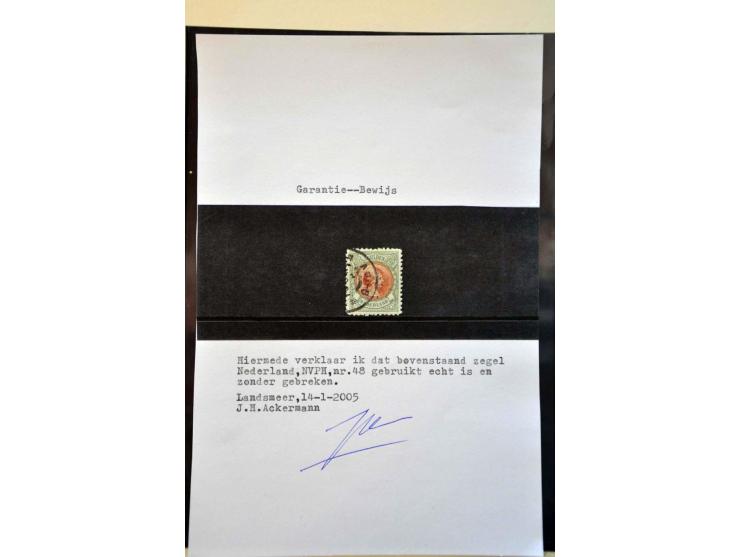 Garantie--Bewijs
Hiermede verklaar ik dat bovenstaand zegel
Nederland,NVPH,nr.48 gebruikt echt is en
zonder gebreken.
Landsmeer,14-1-2005
J.H.Ackermann